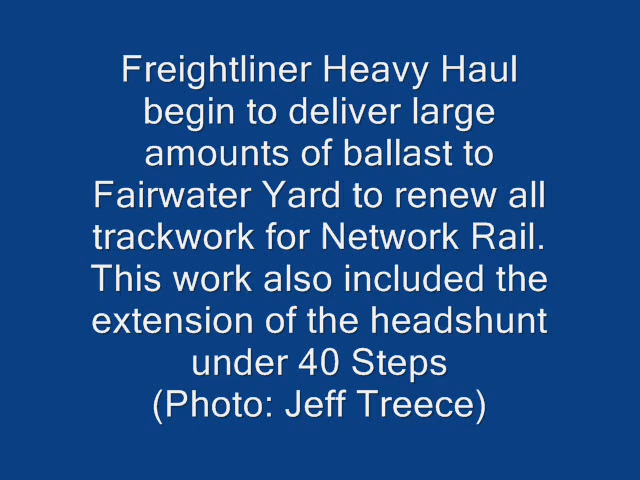 Freightliner Heavy Haul
begin to deliver large
amounts of ballast to
Fairwater Yard to renew all
trackwork for Network Rail.
This work also included the
extension of the headshunt
under 40 Steps
(Photo: Jeff Treece)